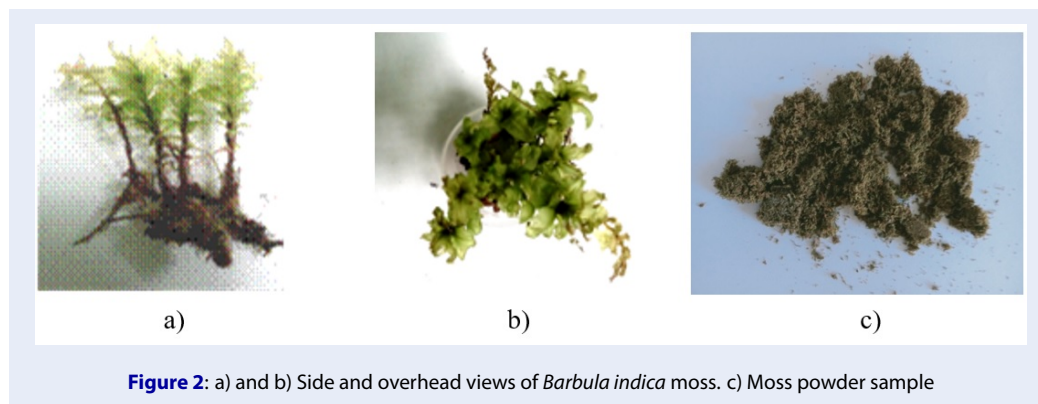 a) b) c)
Figure 2: a) and b) Side and overhead views of Barbula indica moss. c) Moss powder sample